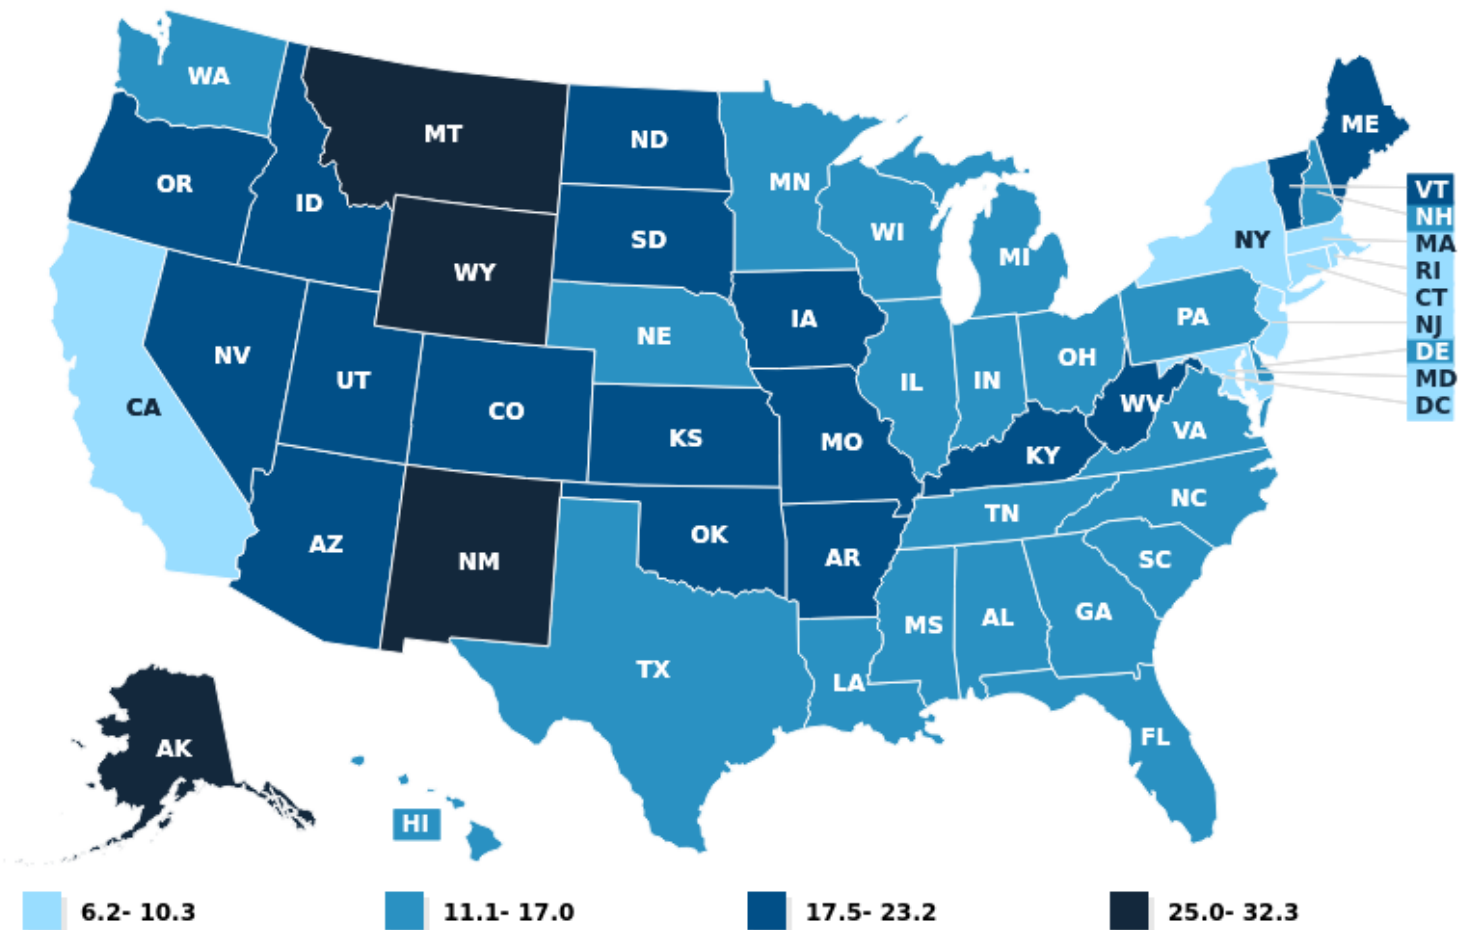 WA
MT
ND
MN
ME
OR
ID
SD
WI
MI
NY
VT
NH
MA
RI
CT
NJ
DE
MD
DC
WY
IA
NE
PA
NV
UT
CO
IL
IN
OH
CA
KS
MO
WV
VA
KY
AZ
NM
OK
AR
TN
NC
SC
MS
AL
GA
TX
LA
FL
AK
HI
6.2- 10.3
11.1- 17.0
17.5- 23.2
25.0- 32.3